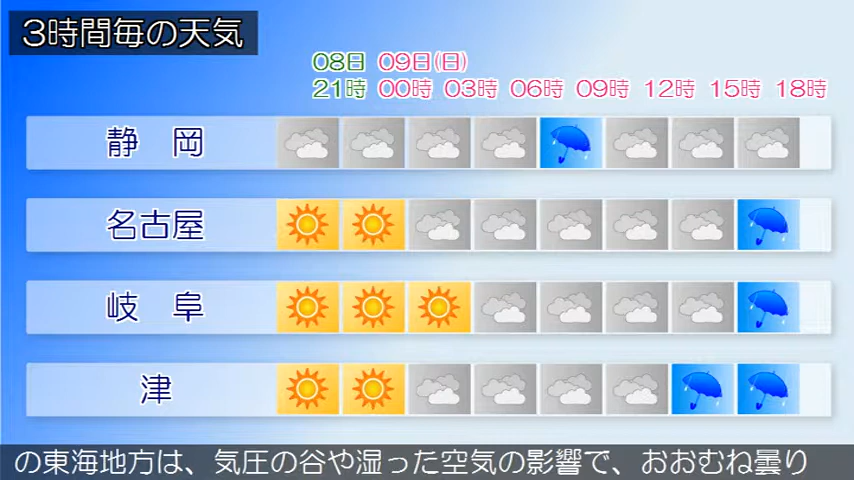 3時間毎の天気
08日 09日(日)
21時 00時 03時 06時 09時 12時 15時 18時
静 岡
名古屋
岐 阜
津
の東海地方は、気圧の谷や湿った空気の影響で、おおむね曇り